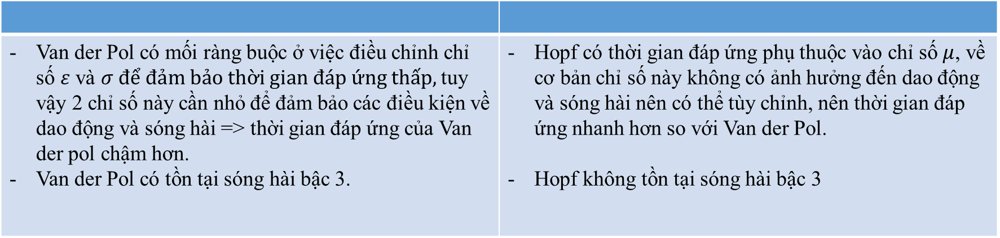 - Van der Pol có mối ràng buộc ở việc điều chỉnh chỉ
số ε và σ để đảm bảo thời gian đáp ứng thấp, tuy
vậy 2 chỉ số này cần nhỏ để đảm bảo các điều kiện về
dao động và sóng hài => thời gian đáp ứng của Van
der pol chậm hơn.
- Van der Pol có tồn tại sóng hài bậc 3.
- Hopf có thời gian đáp ứng phụ thuộc vào chỉ số μ, về
cơ bản chỉ số này không có ảnh hưởng đến dao động
và sóng hài nên có thể tùy chỉnh, nên thời gian đáp
ứng nhanh hơn so với Van der Pol.
- Hopf không tồn tại sóng hài bậc 3